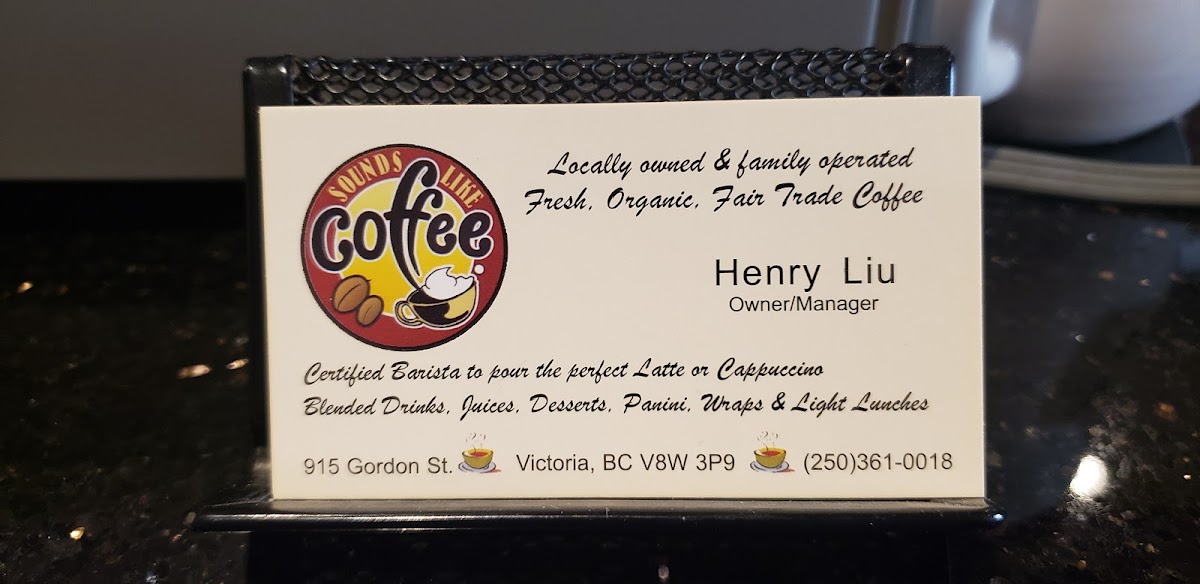 SOUNDS LIKE
coffee
Locally owned & family operated
Fresh, Organic, Fair Trade Coffee
Henry Liu
Owner/Manager
Certified Barista to pour the perfect Latte or Cappuccino
Blended Drinks, Juices, Desserts, Panini, Wraps & Light Lunches
915 Gordon St. Victoria, BC V8W 3P9 (250)361-0018